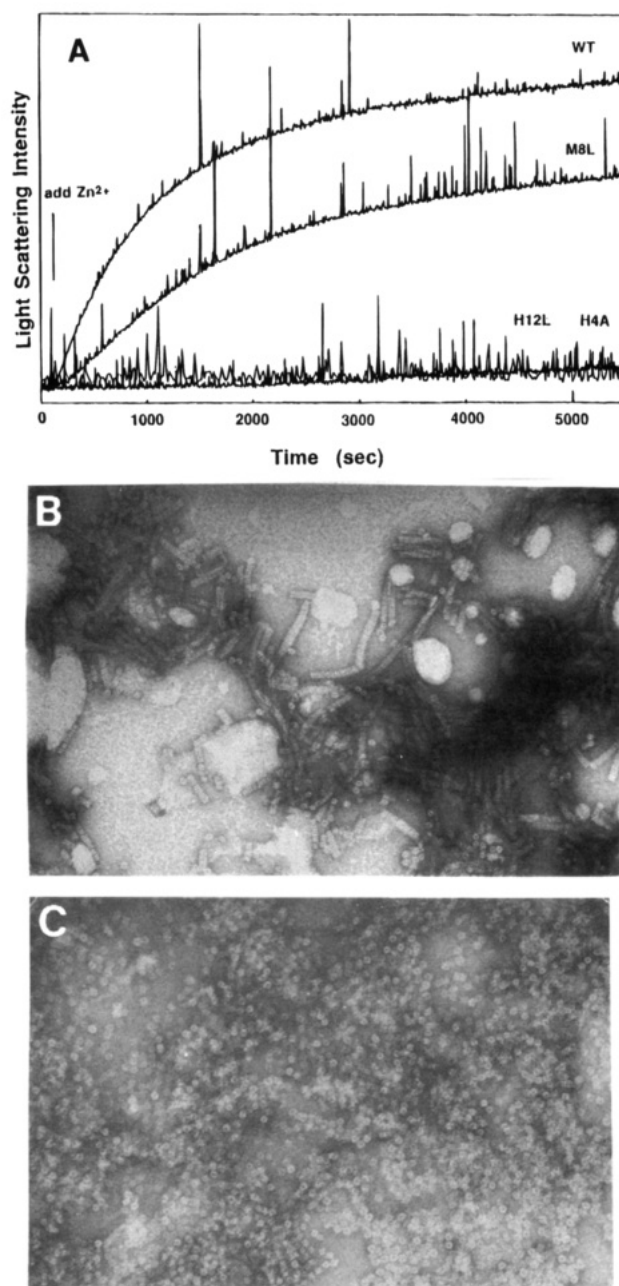 A
WT
M8L
add Zn²⁺
H12L H4A
Light Scattering Intensity
0 1000 2000 3000 4000 5000
Time (sec)
B
C